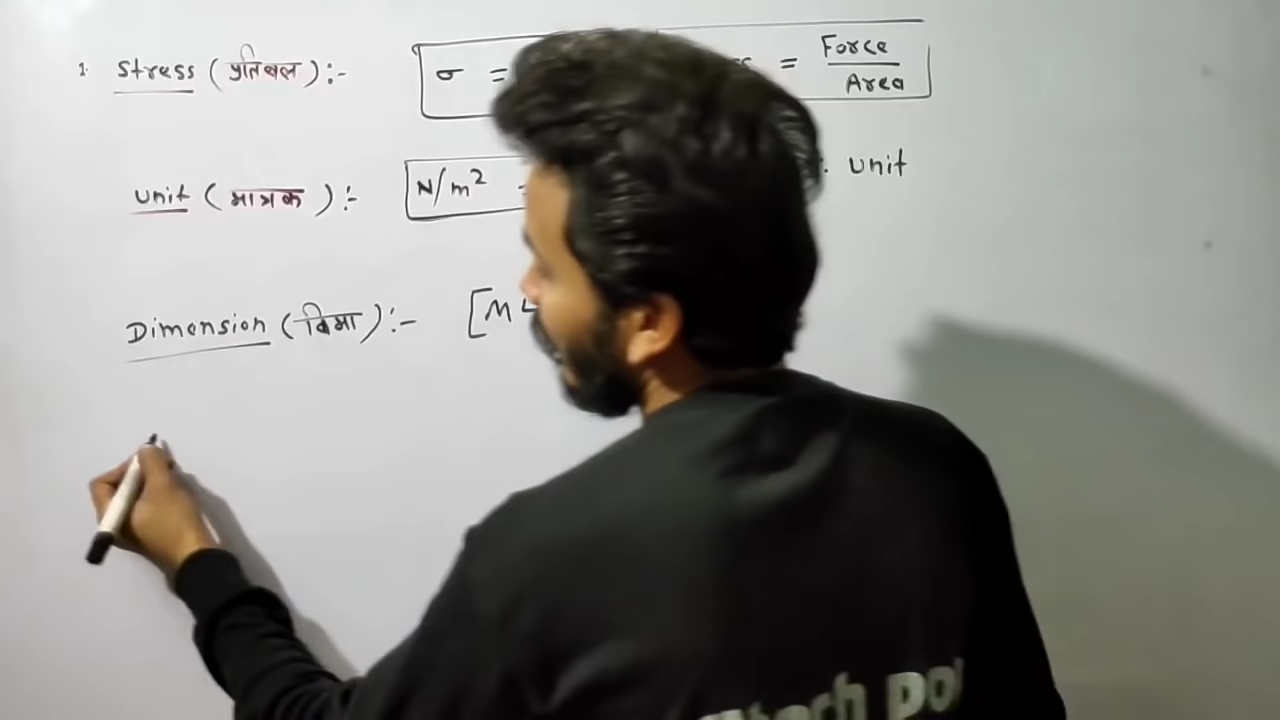 1. Stress (प्रतिबल) :- σ = = Force / Area
Unit (मात्रक) :- N/m² unit
Dimension (विमा) :- [M L